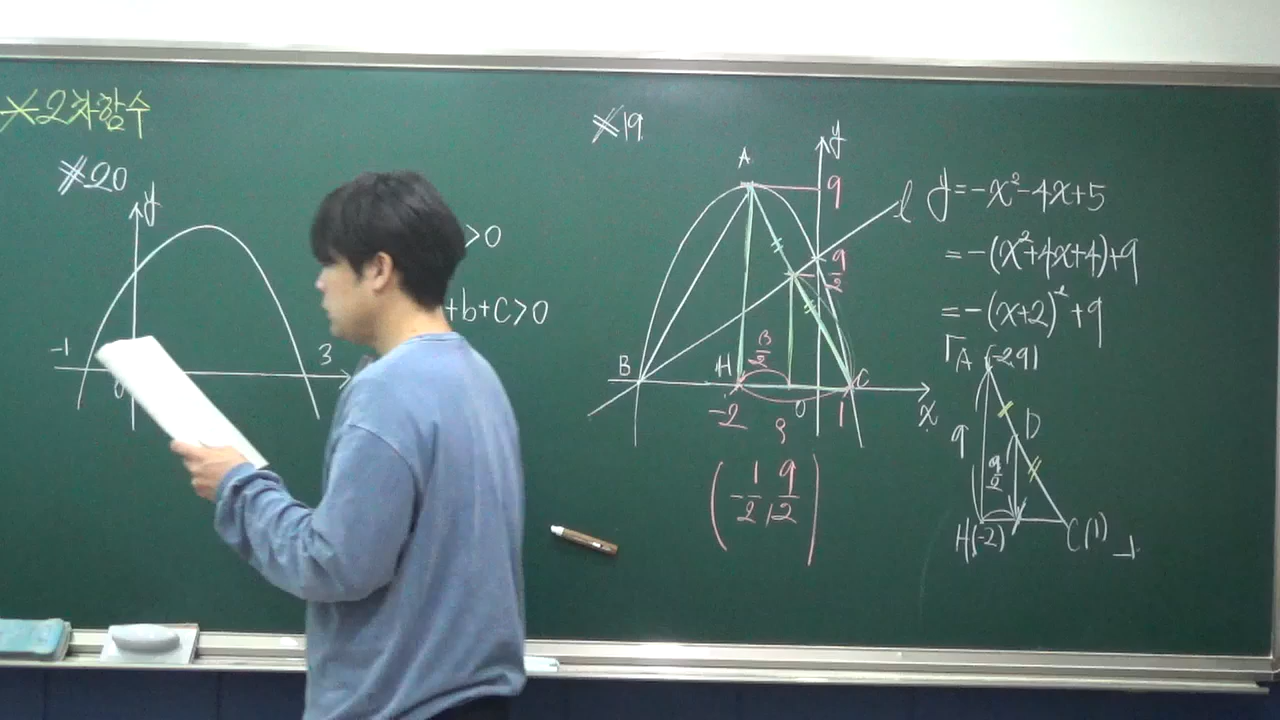 *2차함수
#20
y
-1
0
3
>0
+b+c>0
#19
A
y
9
l
9/2
B
H
3/2
C
-2
0
1
x
3
(-1/2, 9/2)
y=-x²-4x+5
=-(x²+4x+4)+9
=-(x+2)²+9
A(-2 9)
D
9
9/2
H(-2)
C(1)